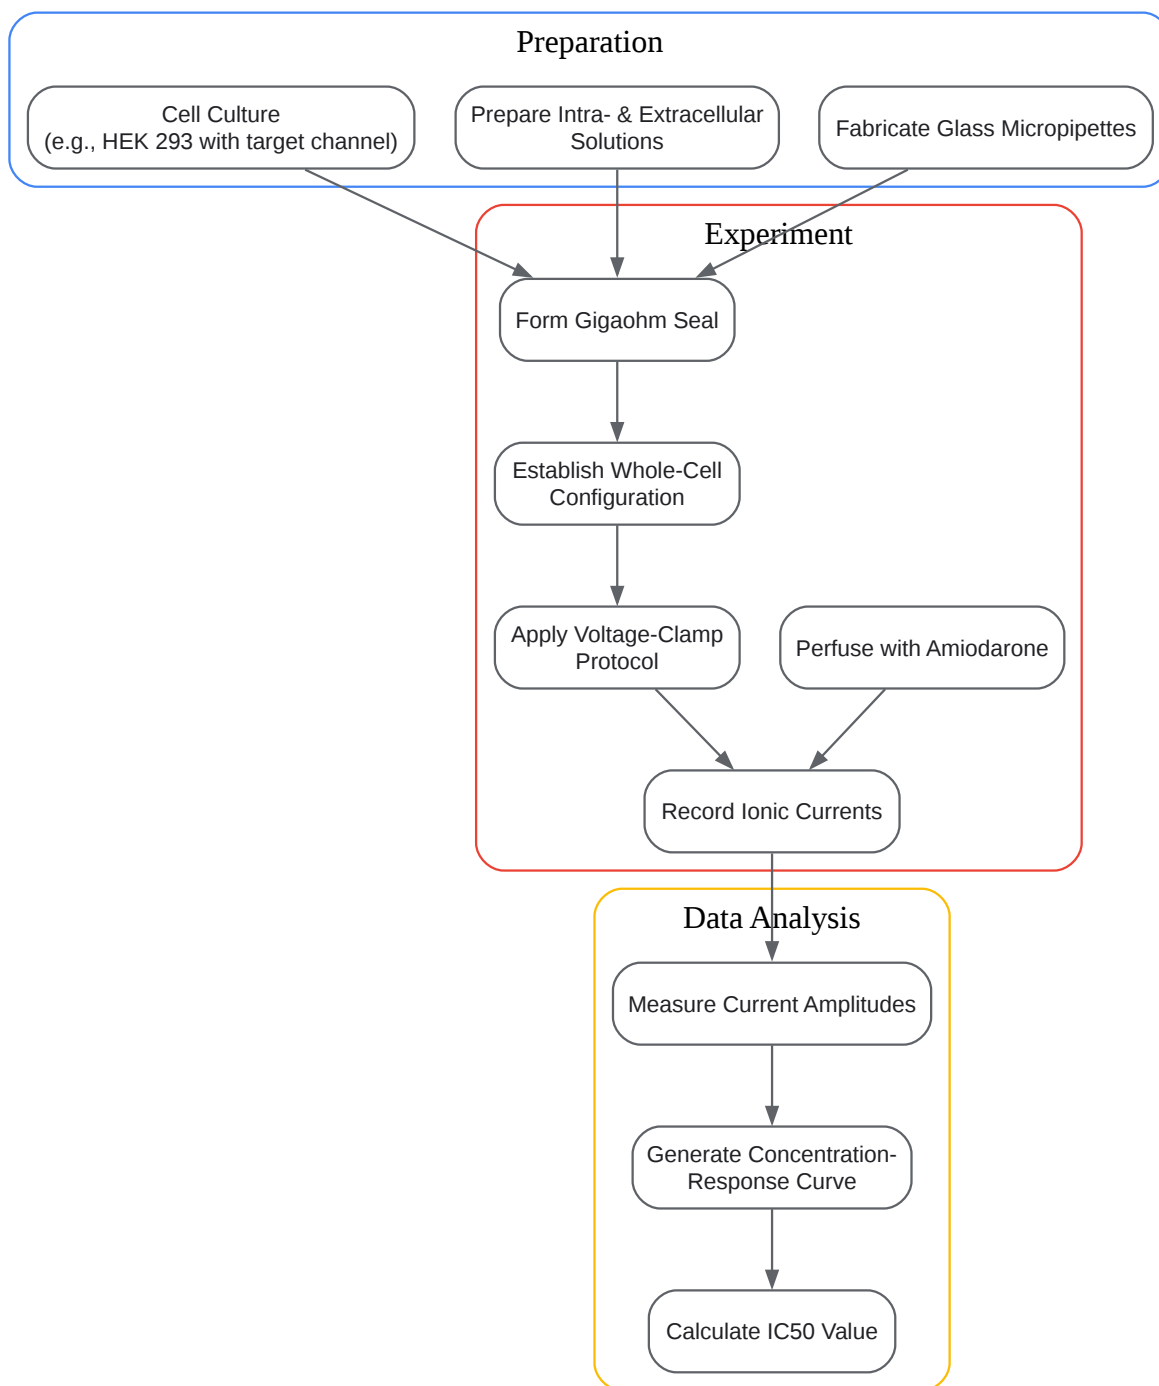 Preparation
Cell Culture
(e.g., HEK 293 with target channel)
Prepare Intra- & Extracellular
Solutions
Fabricate Glass Micropipettes
Experiment
Form Gigaohm Seal
Establish Whole-Cell
Configuration
Apply Voltage-Clamp
Protocol
Perfuse with Amiodarone
Record Ionic Currents
Data Analysis
Measure Current Amplitudes
Generate Concentration-
Response Curve
Calculate IC50 Value